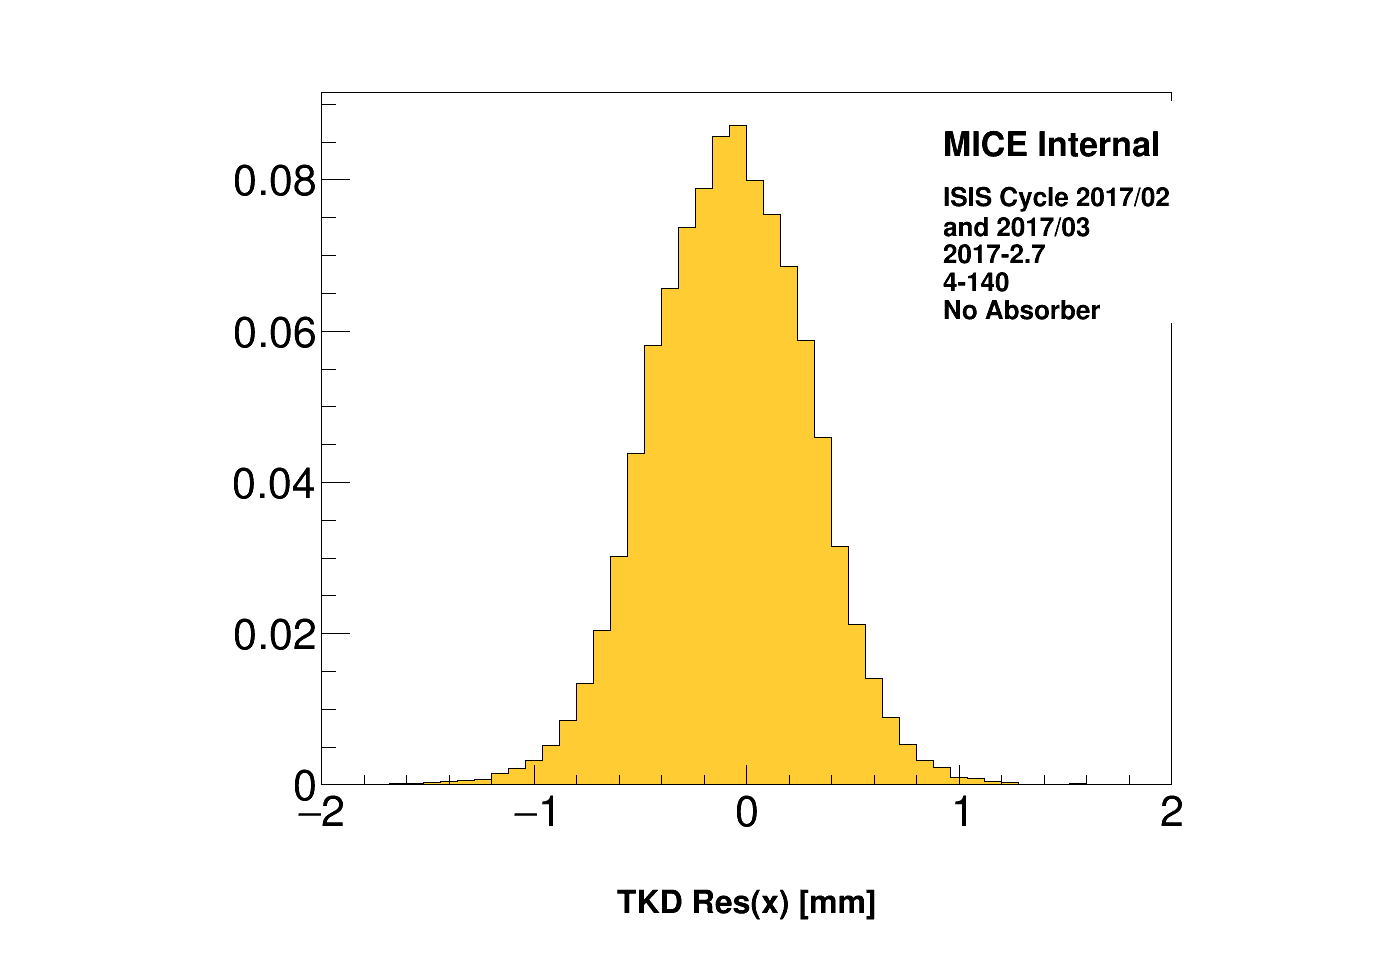 MICE Internal
ISIS Cycle 2017/02
and 2017/03
2017-2.7
4-140
No Absorber
0.08
0.06
0.04
0.02
0
−2 −1 0 1 2
TKD Res(x) [mm]